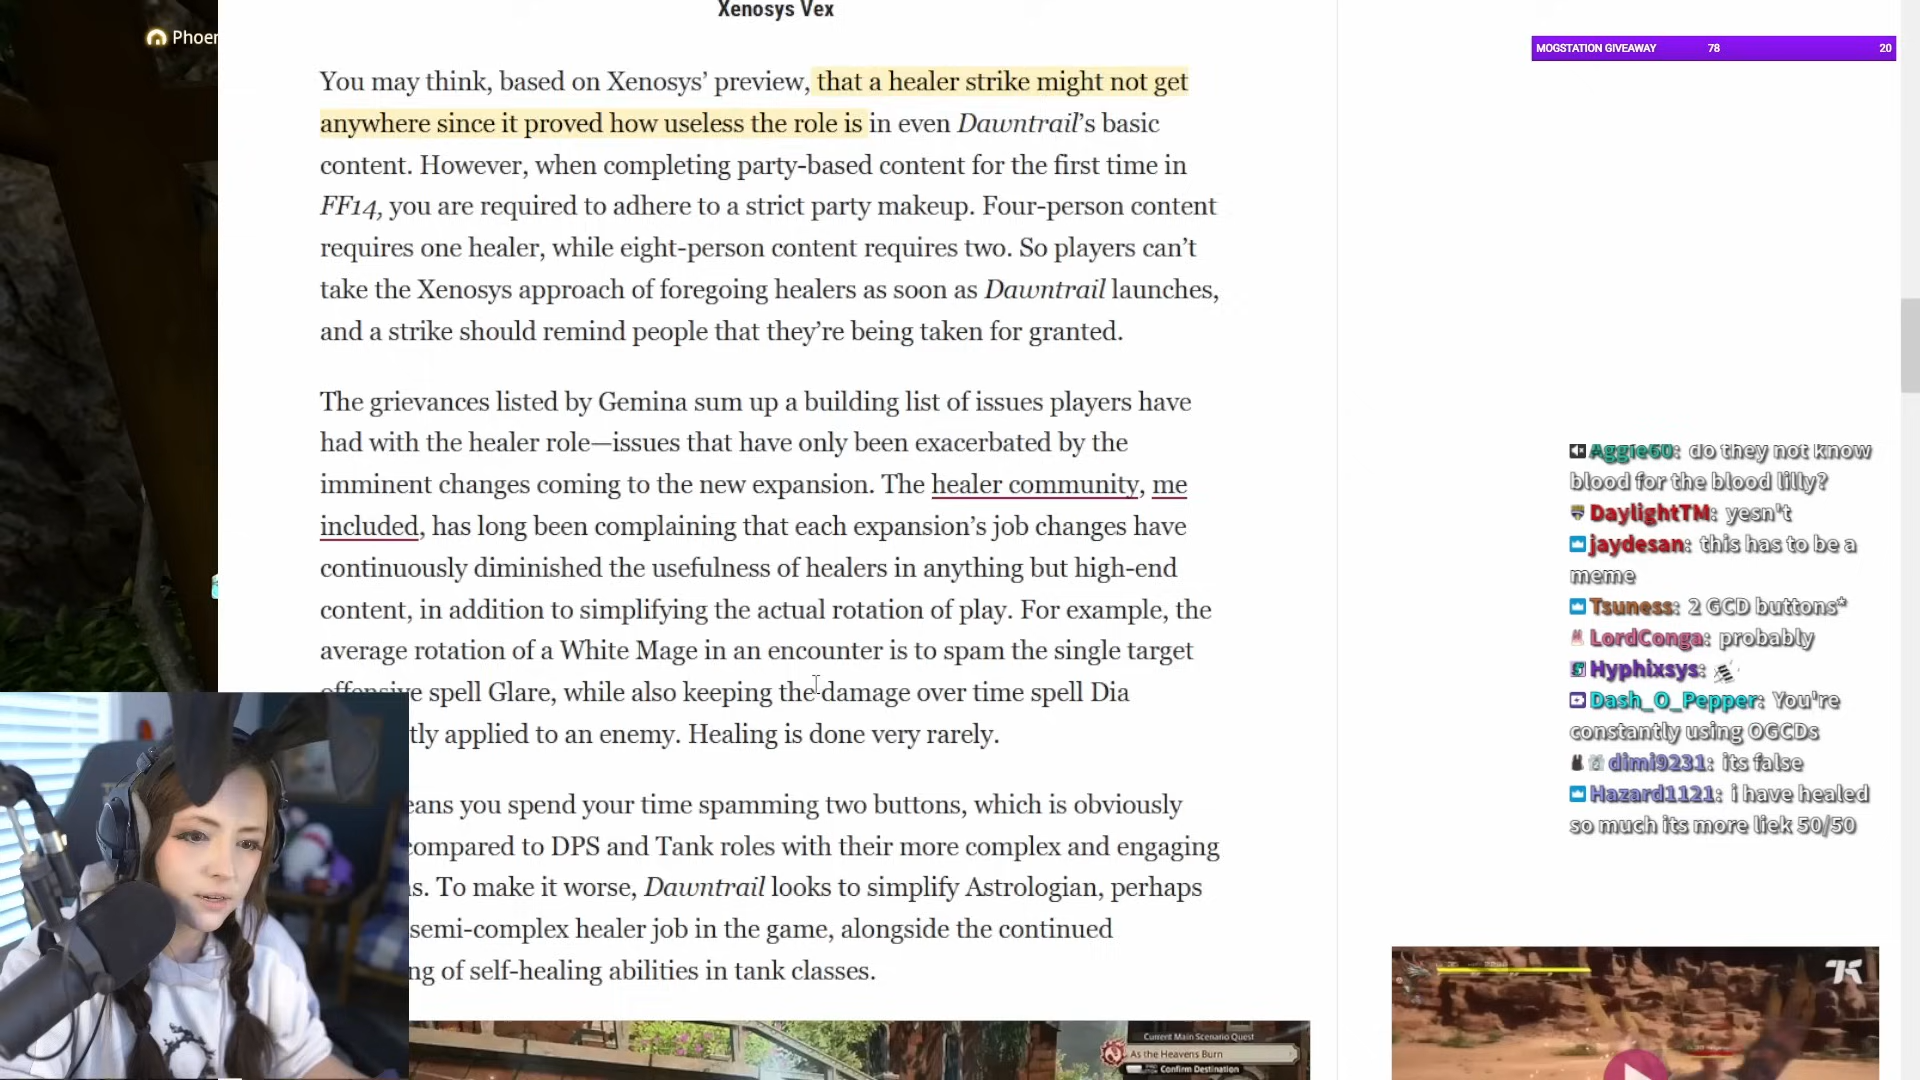 Xenosys Vex
Phoen
MOGSTATION GIVEAWAY 78 20
You may think, based on Xenosys’ preview, that a healer strike might not get
anywhere since it proved how useless the role is in even Dawntrail’s basic
content. However, when completing party-based content for the first time in
FF14, you are required to adhere to a strict party makeup. Four-person content
requires one healer, while eight-person content requires two. So players can’t
take the Xenosys approach of foregoing healers as soon as Dawntrail launches,
and a strike should remind people that they’re being taken for granted.
The grievances listed by Gemina sum up a building list of issues players have
had with the healer role—issues that have only been exacerbated by the
imminent changes coming to the new expansion. The healer community, me
included, has long been complaining that each expansion’s job changes have
continuously diminished the usefulness of healers in anything but high-end
content, in addition to simplifying the actual rotation of play. For example, the
average rotation of a White Mage in an encounter is to spam the single target
offensive spell Glare, while also keeping the damage over time spell Dia
tly applied to an enemy. Healing is done very rarely.
eans you spend your time spamming two buttons, which is obviously
compared to DPS and Tank roles with their more complex and engaging
s. To make it worse, Dawntrail looks to simplify Astrologian, perhaps
semi-complex healer job in the game, alongside the continued
ng of self-healing abilities in tank classes.
Aggie60: do they not know
blood for the blood lilly?
DaylightTM: yesn't
jaydesan: this has to be a
meme
Tsuness: 2 GCD buttons*
LordConga: probably
Hyphixsys:
Dash_O_Pepper: You're
constantly using OGCDs
dimi9231: its false
Hazard1121: i have healed
so much its more liek 50/50
Current Main Scenario Quest
As the Heavens Burn
Confirm Destination